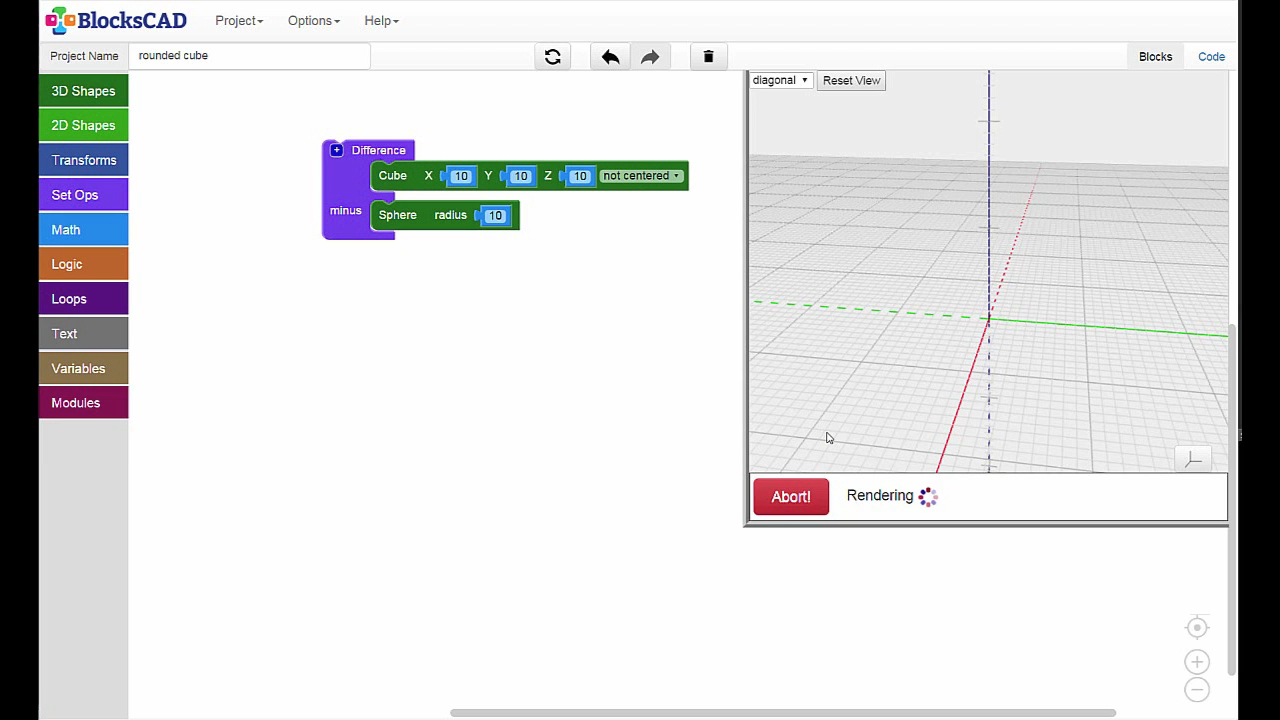 BlocksCAD Project Options Help
Project Name rounded cube Blocks Code
diagonal Reset View
3D Shapes
2D Shapes
Transforms
Set Ops
Math
Logic
Loops
Text
Variables
Modules
+ Difference
Cube X 10 Y 10 Z 10 not centered
minus Sphere radius 10
Abort! Rendering